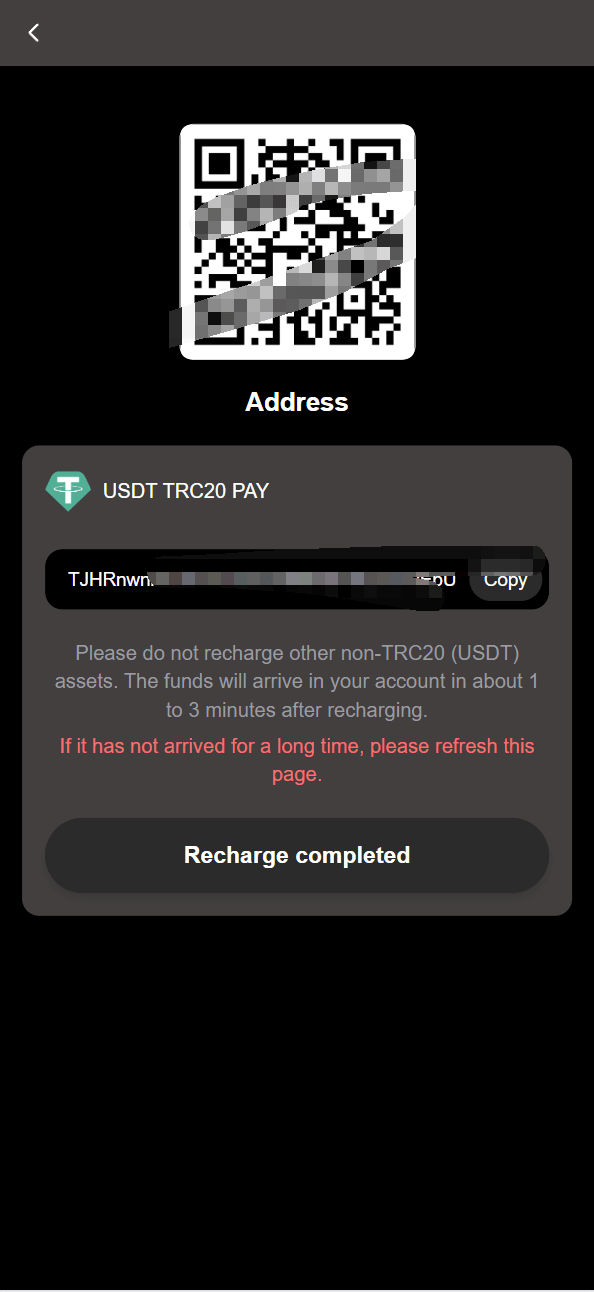 Address
USDT TRC20 PAY
TJHRnwn
Copy
Please do not recharge other non-TRC20 (USDT)
assets. The funds will arrive in your account in about 1
to 3 minutes after recharging.
If it has not arrived for a long time, please refresh this
page.
Recharge completed